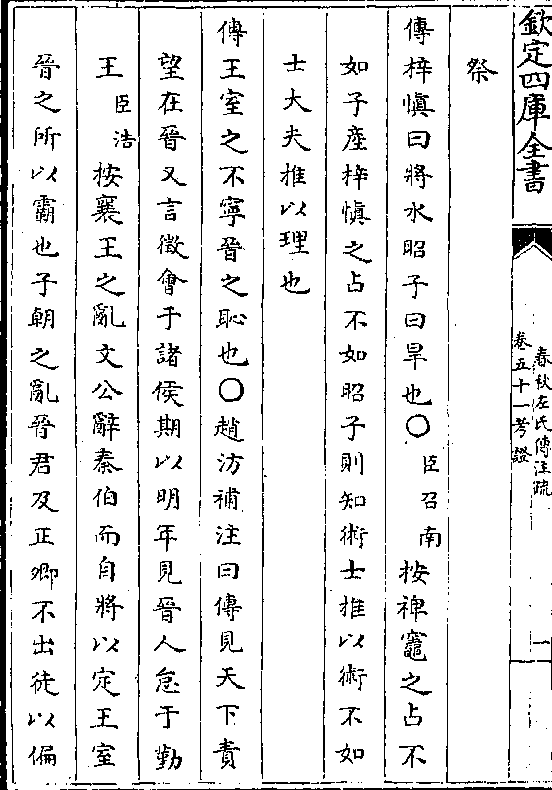 欽定四庫全書
春秋左氏傳注疏
卷五十一考證
一
祭
傳梓慎曰將水昭子曰旱也○臣召南按禆竈之占不
如子產梓慎之占不如昭子則知術士推以術不如
士大夫推以理也
傳王室之不寧晉之恥也○趙汸補注曰傳見天下責
望在晉又言徵會于諸侯期以明年見晉人怠于勤
王臣浩按襄王之亂文公辭秦伯而自將以定王室
晉之所以霸也子朝之亂晉君及正卿不出徒以偏